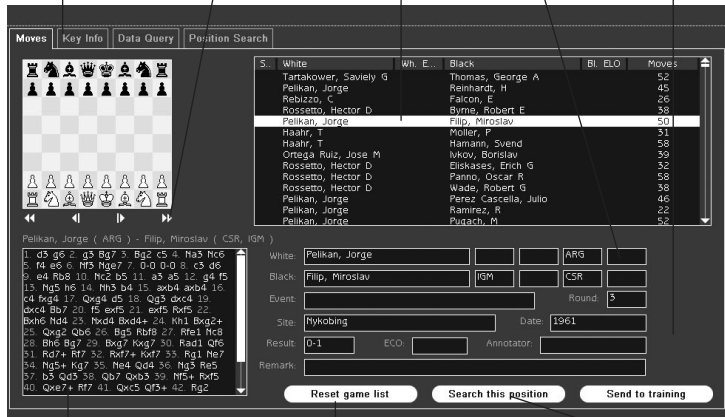 Moves Key Info Data Query Position Search
S.. White Wh. E... Black Bl. ELO Moves
Tartakower, Saviely G Thomas, George A 52
Pelikan, Jorge Reinhardt, H 45
Rebizzo, C Falcon, E 26
Rossetto, Hector D Byrne, Robert E 38
Pelikan, Jorge Filip, Miroslav 50
Haahr, T Moller, P 31
Haahr, T Hamann, Svend 58
Ortega Ruiz, Jose M Ivkov, Borislav 39
Rossetto, Hector D Eliskases, Erich G 32
Rossetto, Hector D Panno, Oscar R 58
Rossetto, Hector D Wade, Robert G 38
Pelikan, Jorge Perez Cascella, Julio 46
Pelikan, Jorge Ramirez, R 22
Pelikan, Jorge Pugach, M 52
Pelikan, Jorge ( ARG ) - Filip, Miroslav ( CSR, IGM )
1. d3 g6 2. g3 Bg7 3. Bg2 c5 4. Na3 Nc6
5. f4 e6 6. Nf3 Nge7 7. 0-0 0-0 8. c3 d6
9. e4 Rb8 10. Nc2 b5 11. a3 a5 12. g4 f5
13. Ng5 h6 14. Nh3 b4 15. axb4 axb4 16.
c4 fxg4 17. Qxg4 d5 18. Qg3 dxc4 19.
dxc4 Bb7 20. f5 exf5 21. exf5 Rxf5 22.
Bxh6 Nd4 23. Nxd4 Bxd4+ 24. Kh1 Bxg2+
25. Qxg2 Qb6 26. Bg5 Rbf8 27. Rfe1 Nc8
28. Bh6 Bg7 29. Bxg7 Kxg7 30. Rad1 Qf6
31. Rd7+ Rf7 32. Rxf7+ Kxf7 33. Rg1 Ne7
34. Ng5+ Kg7 35. Ne4 Qd4 36. Ng3 Re5
37. b3 Qd3 38. Qb7 Qxb3 39. Nf5+ Rxf5
40. Qxe7+ Rf7 41. Qxc5 Qf3+ 42. Rg2
White: Pelikan, Jorge ARG
Black: Filip, Miroslav IGM CSR
Event: Round: 3
Site: Nykobing Date: 1961
Result: 0-1 ECO: Annotator:
Remark:
Reset game list Search this position Send to training